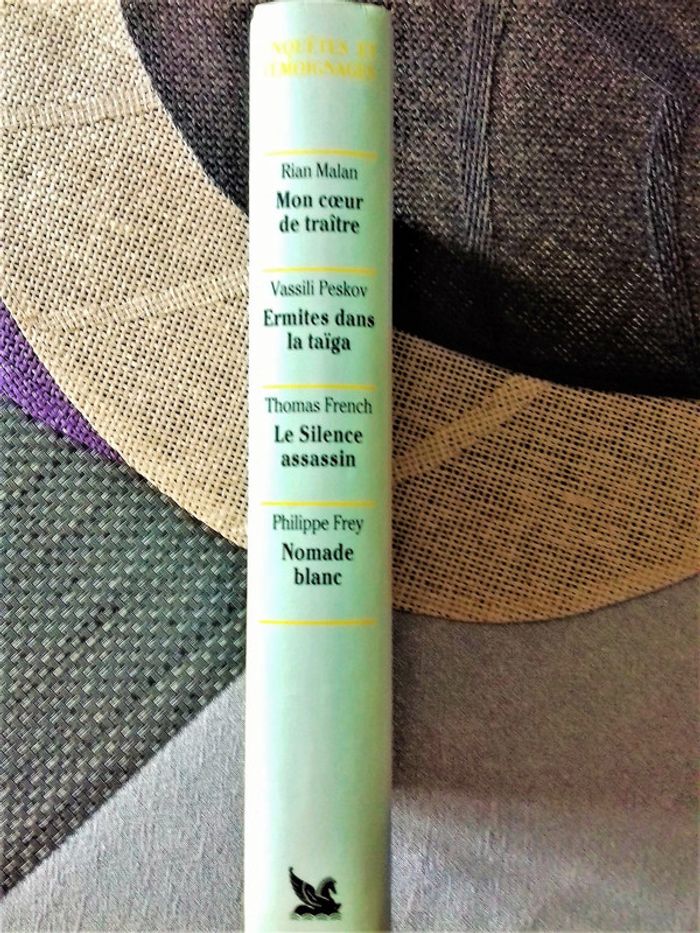 NQUÊTES ET
TÉMOIGNAGES
Rian Malan
Mon cœur
de traître
Vassili Peskov
Ermites dans
la taïga
Thomas French
Le Silence
assassin
Philippe Frey
Nomade
blanc